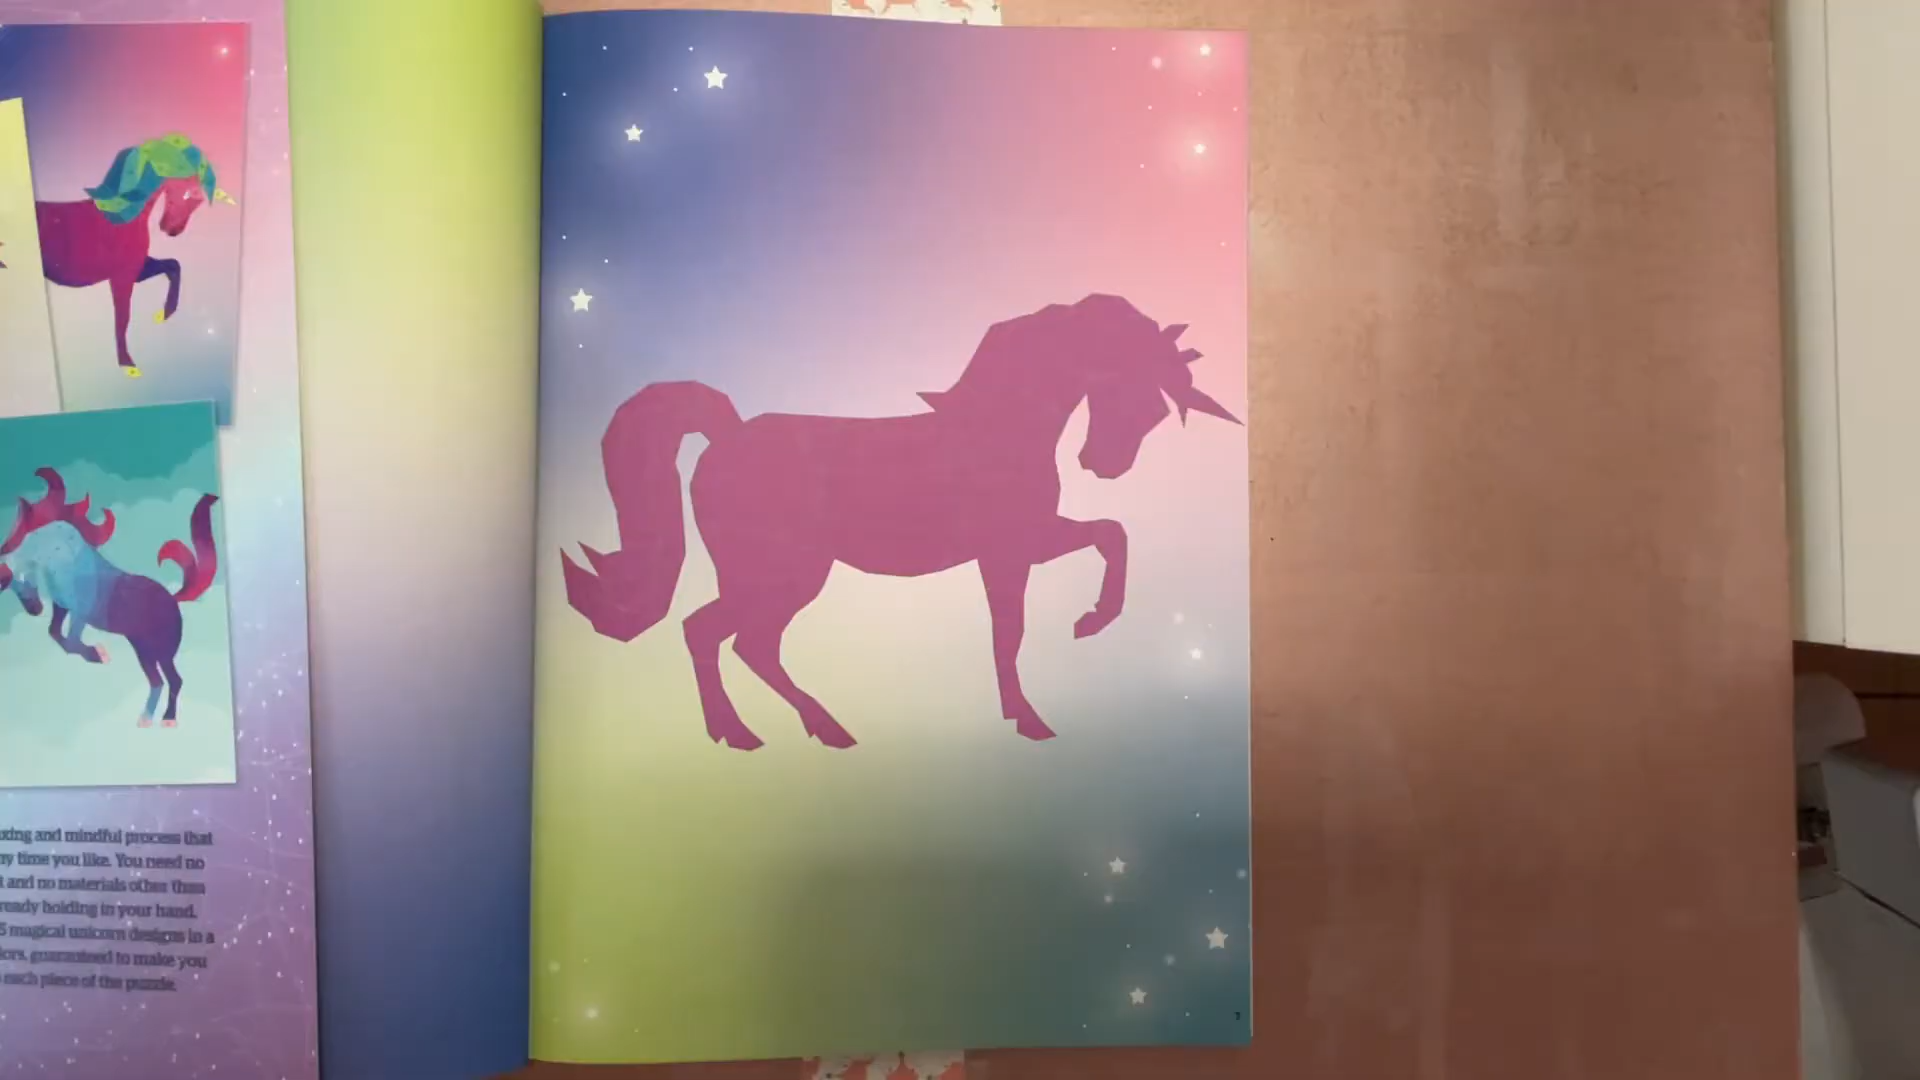 xing and mindful process that
ny time you like. You need no
t and no materials other than
ready holding in your hand.
5 magical unicorn designs in a
lors, guaranteed to make you
each piece of the puzzle.
7